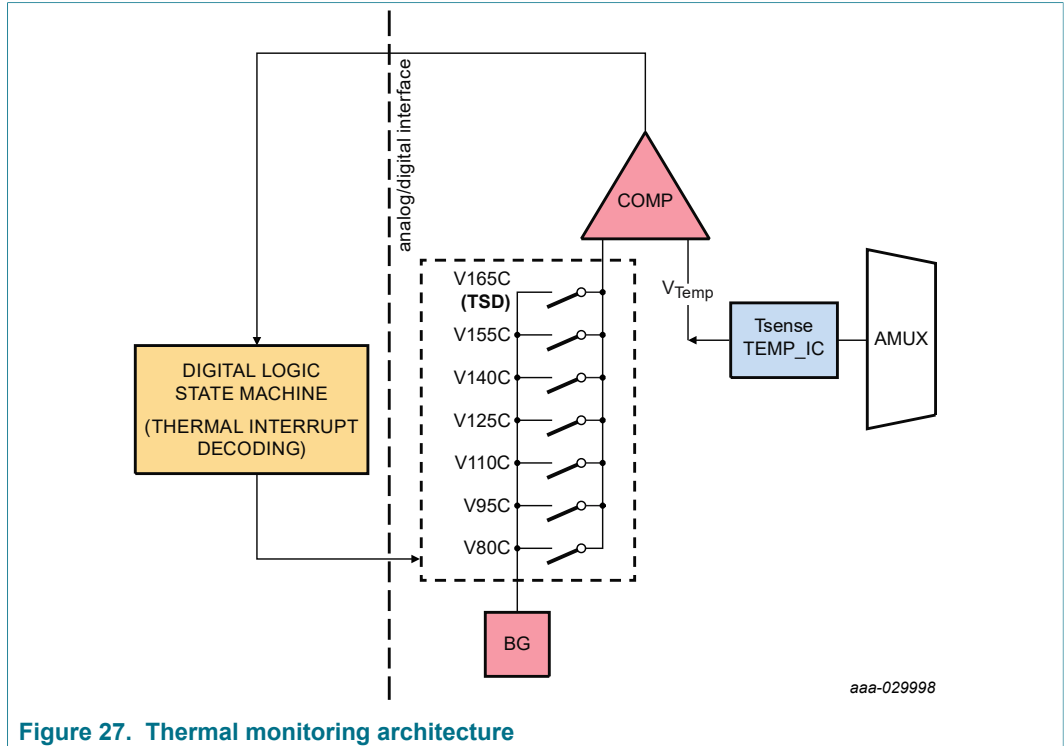 analog/digital interface
COMP
V165C
(TSD)
V155C
V140C
V125C
V110C
V95C
V80C
VTemp
Tsense
TEMP_IC
AMUX
DIGITAL LOGIC
STATE MACHINE
(THERMAL INTERRUPT
DECODING)
BG
aaa-029998
Figure 27. Thermal monitoring architecture